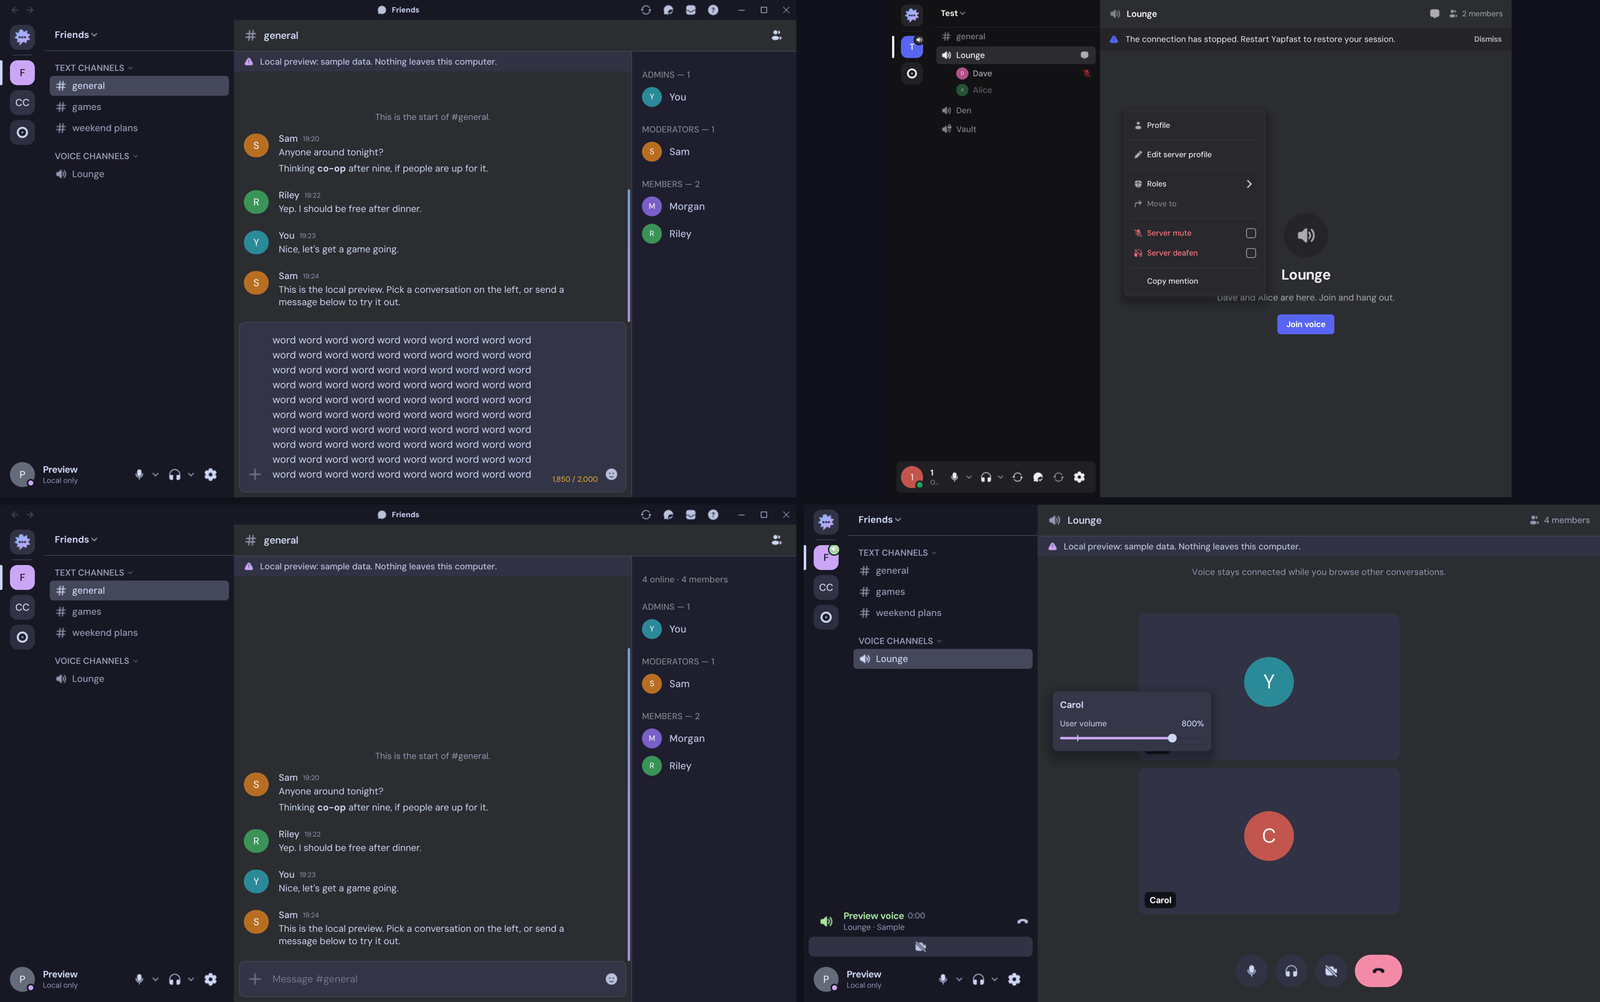 Friends
Friends
TEXT CHANNELS
general
games
weekend plans
VOICE CHANNELS
Lounge
F
CC
P
Preview
Local only
general
Local preview: sample data. Nothing leaves this computer.
This is the start of #general.
S
Sam 19:20
Anyone around tonight?
Thinking co-op after nine, if people are up for it.
R
Riley 19:22
Yep. I should be free after dinner.
Y
You 19:23
Nice, let's get a game going.
S
Sam 19:24
This is the local preview. Pick a conversation on the left, or send a
message below to try it out.
word word word word word word word word word word
word word word word word word word word word word
word word word word word word word word word word
word word word word word word word word word word
word word word word word word word word word word
word word word word word word word word word word
word word word word word word word word word word
word word word word word word word word word word
word word word word word word word word word word
word word word word word word word word word word
1,850 / 2,000
ADMINS — 1
Y You
MODERATORS — 1
S Sam
MEMBERS — 2
M Morgan
R Riley
Test
T
general
Lounge
D Dave
A Alice
Den
Vault
1
1
O...
Lounge
2 members
The connection has stopped. Restart Yapfast to restore your session.
Dismiss
Profile
Edit server profile
Roles
Move to
Server mute
Server deafen
Copy mention
Lounge
Dave and Alice are here. Join and hang out.
Join voice
Friends
Friends
TEXT CHANNELS
general
games
weekend plans
VOICE CHANNELS
Lounge
F
CC
P
Preview
Local only
general
Local preview: sample data. Nothing leaves this computer.
This is the start of #general.
S
Sam 19:20
Anyone around tonight?
Thinking co-op after nine, if people are up for it.
R
Riley 19:22
Yep. I should be free after dinner.
Y
You 19:23
Nice, let's get a game going.
S
Sam 19:24
This is the local preview. Pick a conversation on the left, or send a
message below to try it out.
Message #general
4 online · 4 members
ADMINS — 1
Y You
MODERATORS — 1
S Sam
MEMBERS — 2
M Morgan
R Riley
Friends
TEXT CHANNELS
general
games
weekend plans
VOICE CHANNELS
Lounge
F
CC
Preview voice 0:00
Lounge · Sample
P
Preview
Local only
Lounge
4 members
Local preview: sample data. Nothing leaves this computer.
Voice stays connected while you browse other conversations.
Y
Carol
User volume 800%
C
Carol